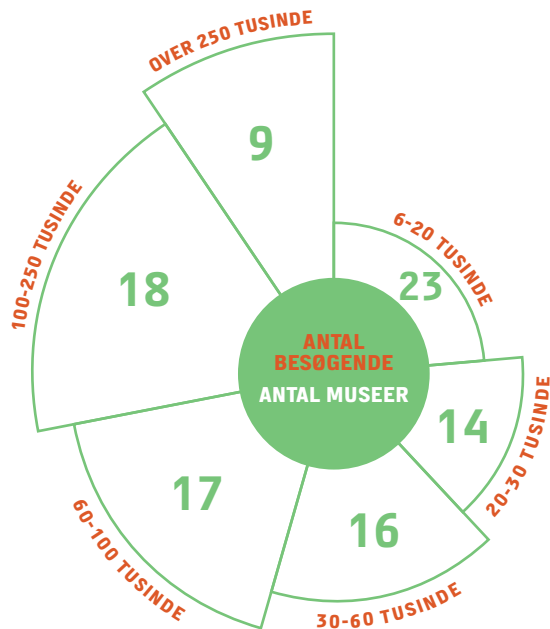 OVER 250 TUSINDE
9
6-20 TUSINDE
23
100-250 TUSINDE
18
ANTAL
BESØGENDE
ANTAL MUSEER
14
20-30 TUSINDE
17
60-100 TUSINDE
16
30-60 TUSINDE